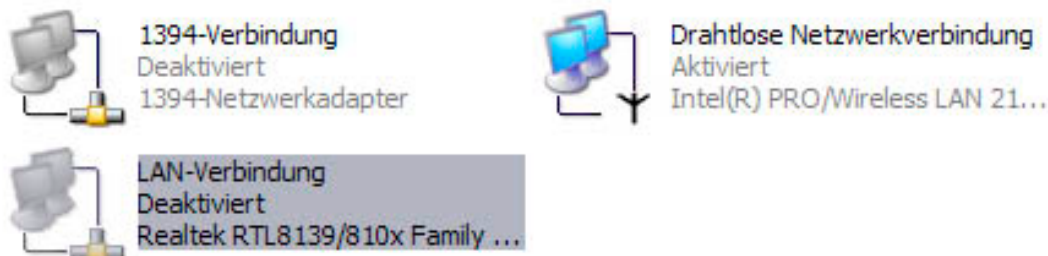 1394-Verbindung
Deaktiviert
1394-Netzwerkadapter
Drahtlose Netzwerkverbindung
Aktiviert
Intel(R) PRO/Wireless LAN 21...
LAN-Verbindung
Deaktiviert
Realtek RTL8139/810x Family ...